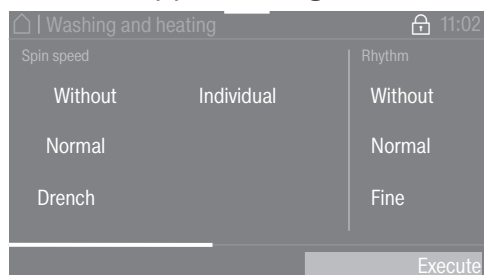 | Washing and heating 11:02
Spin speed Rhythm
Without Individual Without
Normal Normal
Drench Fine
Execute